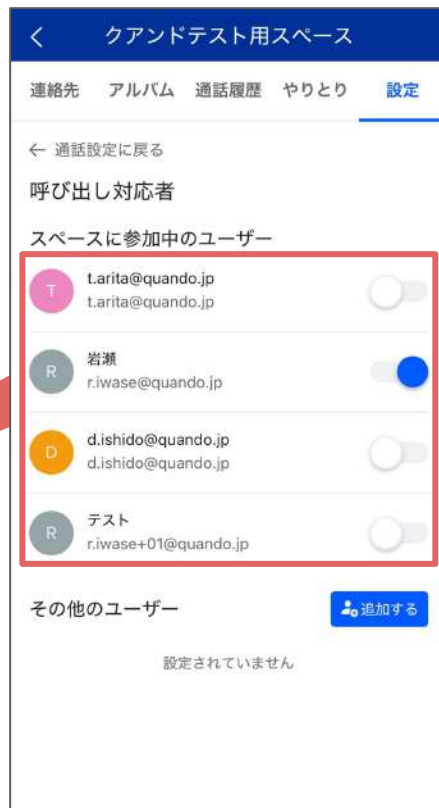 クアンドテスト用スペース
連絡先 アルバム 通話履歴 やりとり 設定
← 通話設定に戻る
呼び出し対応者
スペースに参加中のユーザー
T
t.arita@quando.jp
t.arita@quando.jp
R
岩瀬
r.iwase@quando.jp
D
d.ishido@quando.jp
d.ishido@quando.jp
R
テスト
r.iwase+01@quando.jp
その他のユーザー
追加する
設定されていません